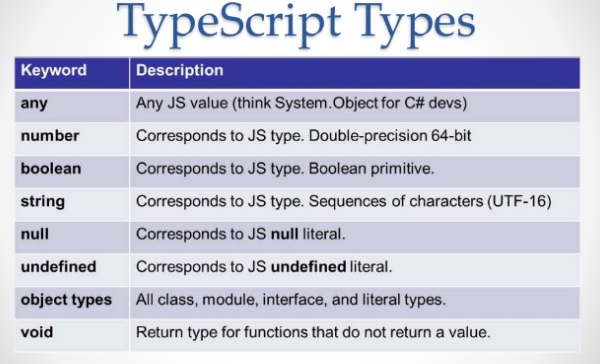 TypeScript Types
Keyword Description
any Any JS value (think System.Object for C# devs)
number Corresponds to JS type. Double-precision 64-bit
boolean Corresponds to JS type. Boolean primitive.
string Corresponds to JS type. Sequences of characters (UTF-16)
null Corresponds to JS null literal.
undefined Corresponds to JS undefined literal.
object types All class, module, interface, and literal types.
void Return type for functions that do not return a value.